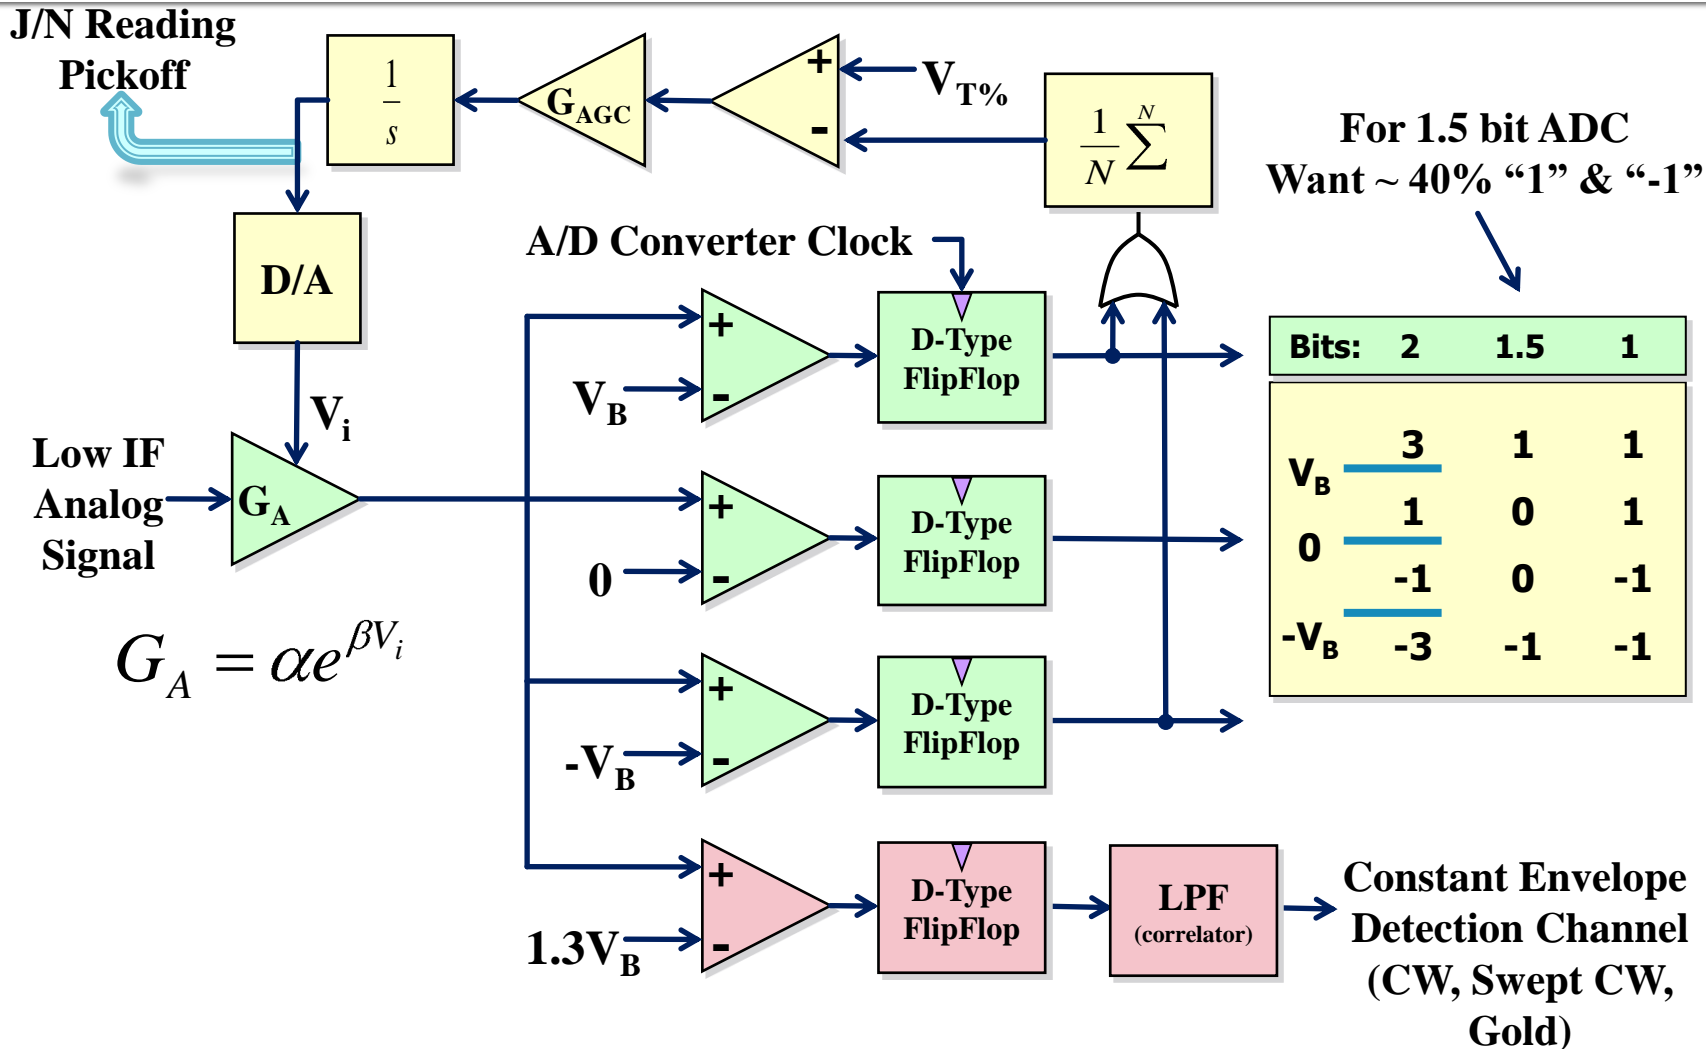 J/N Reading
Pickoff
1
s
G_AGC
+
-
V_T%
1
N
∑
N
For 1.5 bit ADC
Want ~ 40% “1” & “-1”
D/A
A/D Converter Clock
V_i
Low IF
Analog
Signal
G_A
G_A = αe^{βV_i}
+
-
V_B
D-Type
FlipFlop
+
-
0
D-Type
FlipFlop
+
-
-V_B
D-Type
FlipFlop
+
-
1.3V_B
D-Type
FlipFlop
LPF
(correlator)
Constant Envelope
Detection Channel
(CW, Swept CW,
Gold)
Bits: 2 1.5 1
3 1 1
V_B
1 0 1
0
-1 0 -1
-V_B
-3 -1 -1